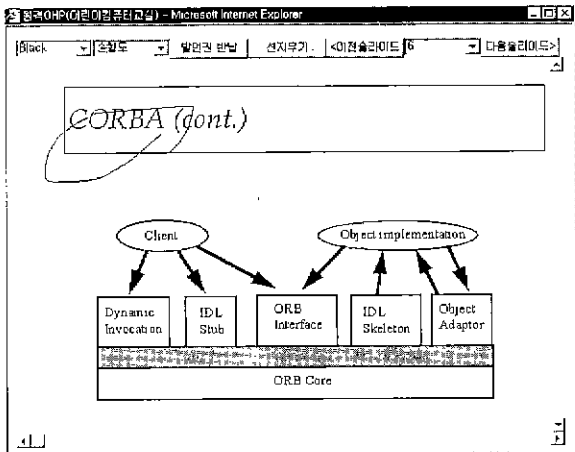 원격OHP(어린이컴퓨터교실) - Microsoft Internet Explorer
Black 발언권 반납 선지우기. <이전슬라이드 6 다음슬라이드>
CORBA (cont.)
Client Object implementation
Dynamic Invocation
IDL Stub
ORB Interface
IDL Skeleton
Object Adaptor
ORB Core